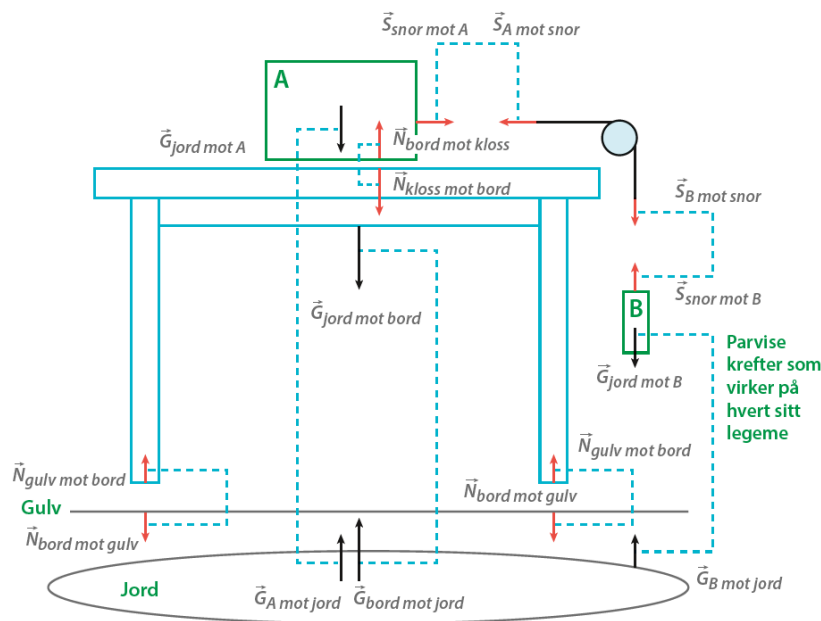 S⃗snor mot A
S⃗A mot snor
A
G⃗jord mot A
N⃗bord mot kloss
N⃗kloss mot bord
S⃗B mot snor
G⃗jord mot bord
S⃗snor mot B
B
G⃗jord mot B
Parvise
krefter som
virker på
hvert sitt
legeme
N⃗gulv mot bord
N⃗gulv mot bord
N⃗bord mot gulv
Gulv
N⃗bord mot gulv
Jord
G⃗A mot jord
G⃗bord mot jord
G⃗B mot jord